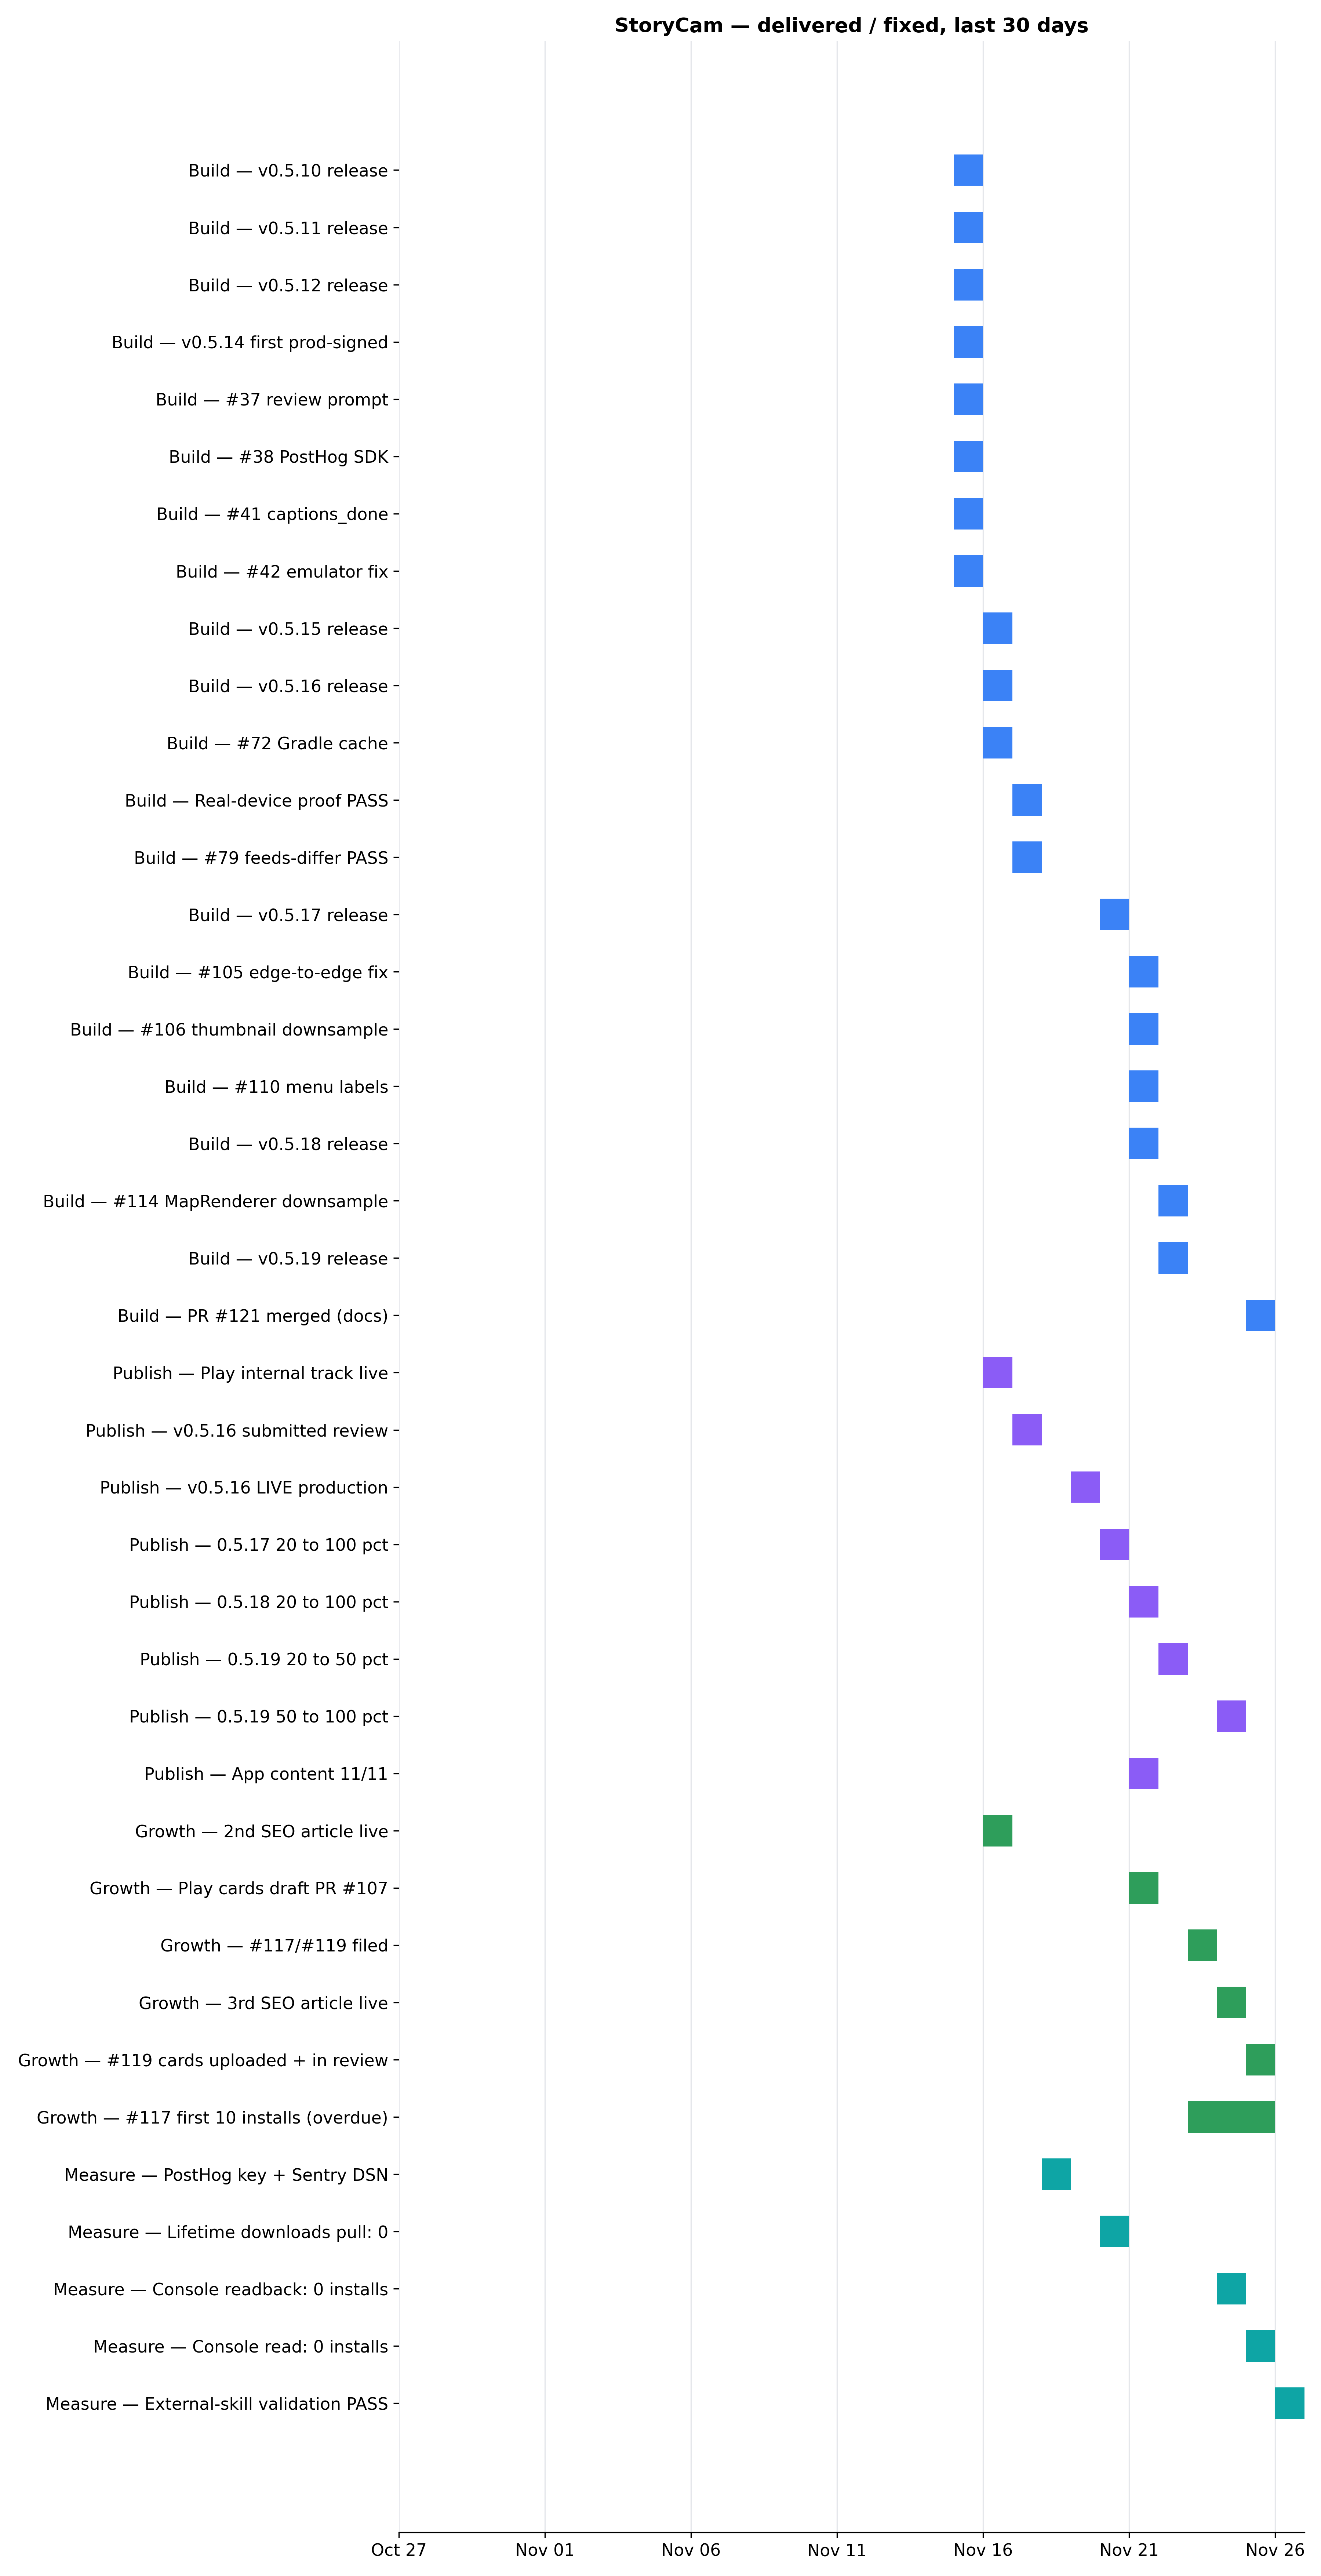 StoryCam — delivered / fixed, last 30 days
Build — v0.5.10 release
Build — v0.5.11 release
Build — v0.5.12 release
Build — v0.5.14 first prod-signed
Build — #37 review prompt
Build — #38 PostHog SDK
Build — #41 captions_done
Build — #42 emulator fix
Build — v0.5.15 release
Build — v0.5.16 release
Build — #72 Gradle cache
Build — Real-device proof PASS
Build — #79 feeds-differ PASS
Build — v0.5.17 release
Build — #105 edge-to-edge fix
Build — #106 thumbnail downsample
Build — #110 menu labels
Build — v0.5.18 release
Build — #114 MapRenderer downsample
Build — v0.5.19 release
Build — PR #121 merged (docs)
Publish — Play internal track live
Publish — v0.5.16 submitted review
Publish — v0.5.16 LIVE production
Publish — 0.5.17 20 to 100 pct
Publish — 0.5.18 20 to 100 pct
Publish — 0.5.19 20 to 50 pct
Publish — 0.5.19 50 to 100 pct
Publish — App content 11/11
Growth — 2nd SEO article live
Growth — Play cards draft PR #107
Growth — #117/#119 filed
Growth — 3rd SEO article live
Growth — #119 cards uploaded + in review
Growth — #117 first 10 installs (overdue)
Measure — PostHog key + Sentry DSN
Measure — Lifetime downloads pull: 0
Measure — Console readback: 0 installs
Measure — Console read: 0 installs
Measure — External-skill validation PASS
Oct 27 Nov 01 Nov 06 Nov 11 Nov 16 Nov 21 Nov 26